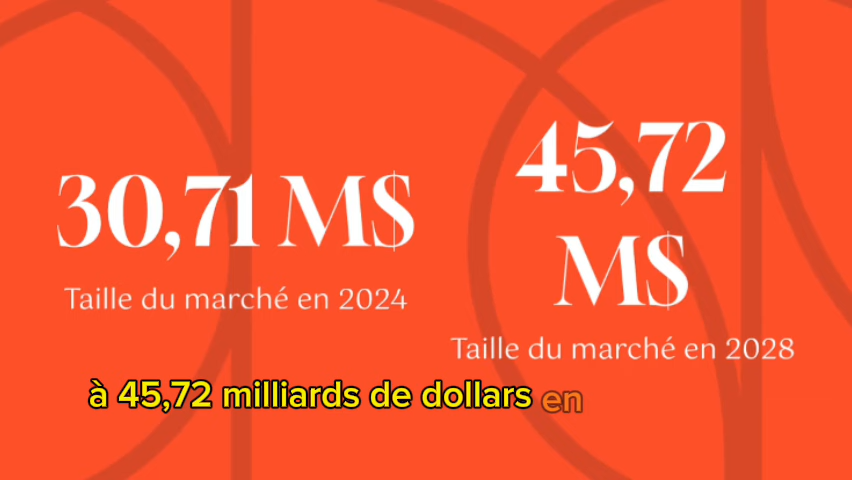 30,71 M$
Taille du marché en 2024
45,72
M$
Taille du marché en 2028
à 45,72 milliards de dollars en